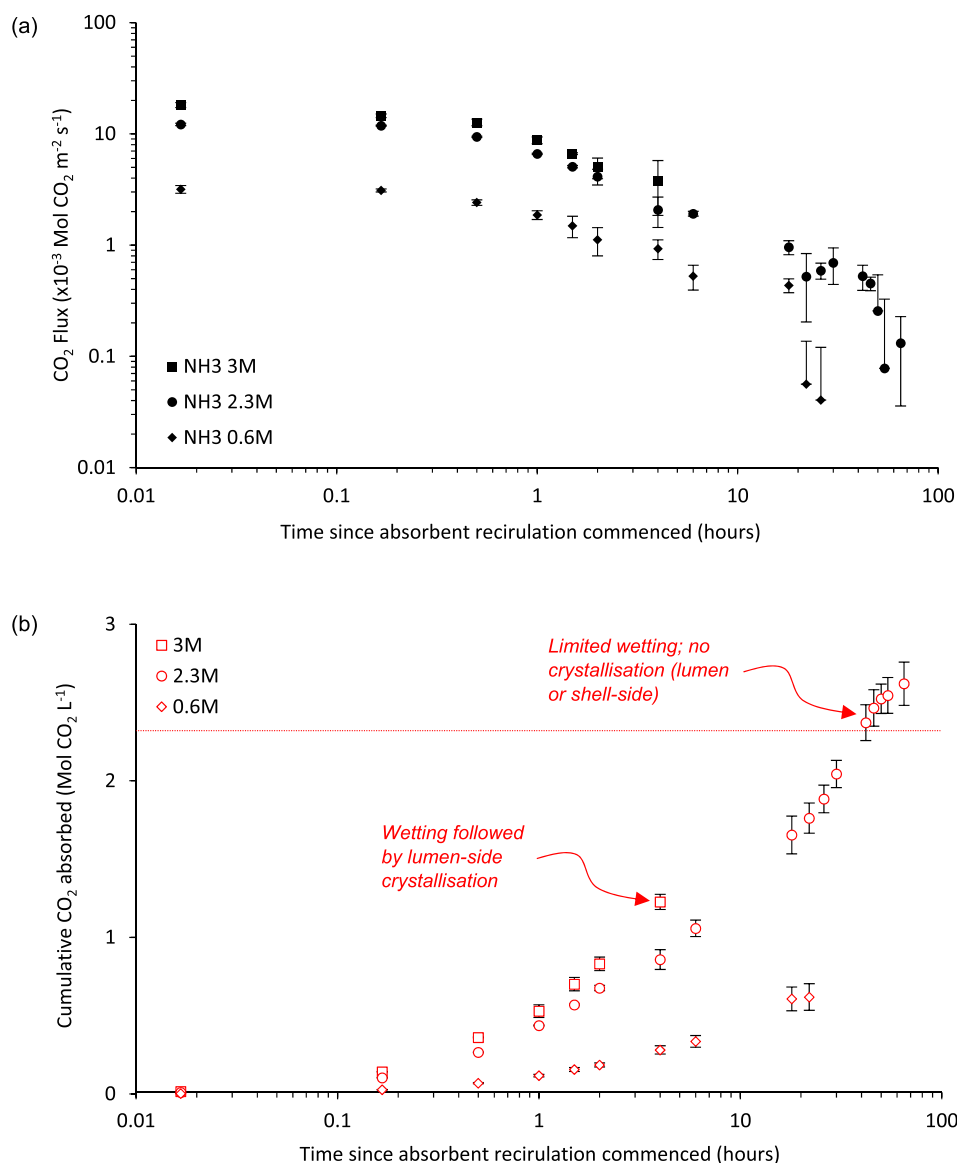 (a)
100
10
1
0.1
0.01
CO2 Flux (x10-3 Mol CO2 m-2 s-1)
NH3 3M
NH3 2.3M
NH3 0.6M
0.01 0.1 1 10 100
Time since absorbent recirulation commenced (hours)
(b)
3
2
1
0
Cumulative CO2 absorbed (Mol CO2 L-1)
3M
2.3M
0.6M
Limited wetting; no
crystallisation (lumen
or shell-side)
Wetting followed
by lumen-side
crystallisation
0.01 0.1 1 10 100
Time since absorbent recirulation commenced (hours)